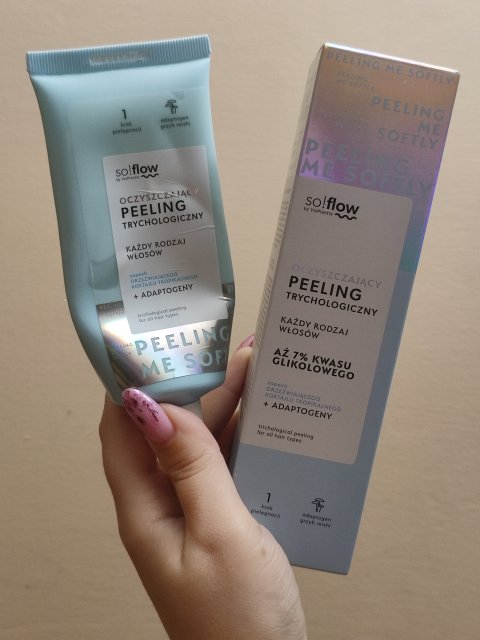 1
krok
pielęgnacji
adaptogen
grzyb reishi
so!flow
by VisPlantis
OCZYSZCZAJĄCY
PEELING
TRYCHOLOGICZNY
KAŻDY RODZAJ
WŁOSÓW
zapach
ORZEŹWIAJĄCEGO
KOKTAJLU TROPIKALNEGO
+ ADAPTOGENY
trichological peeling
for all hair types
PEELING
ME SOFTLY
PEELING ME SOFTLY
PEELING
ME SOFTLY
PEELING
ME
SOFTLY
PEELING
ME SOFTLY
so!flow
by VisPlantis
OCZYSZCZAJĄCY
PEELING
TRYCHOLOGICZNY
KAŻDY RODZAJ
WŁOSÓW
AŻ 7% KWASU
GLIKOLOWEGO
zapach
ORZEŹWIAJĄCEGO
KOKTAJLU TROPIKALNEGO
+ ADAPTOGENY
trichological peeling
for all hair types
1
krok
pielęgnacji
adaptogen
grzyb reishi